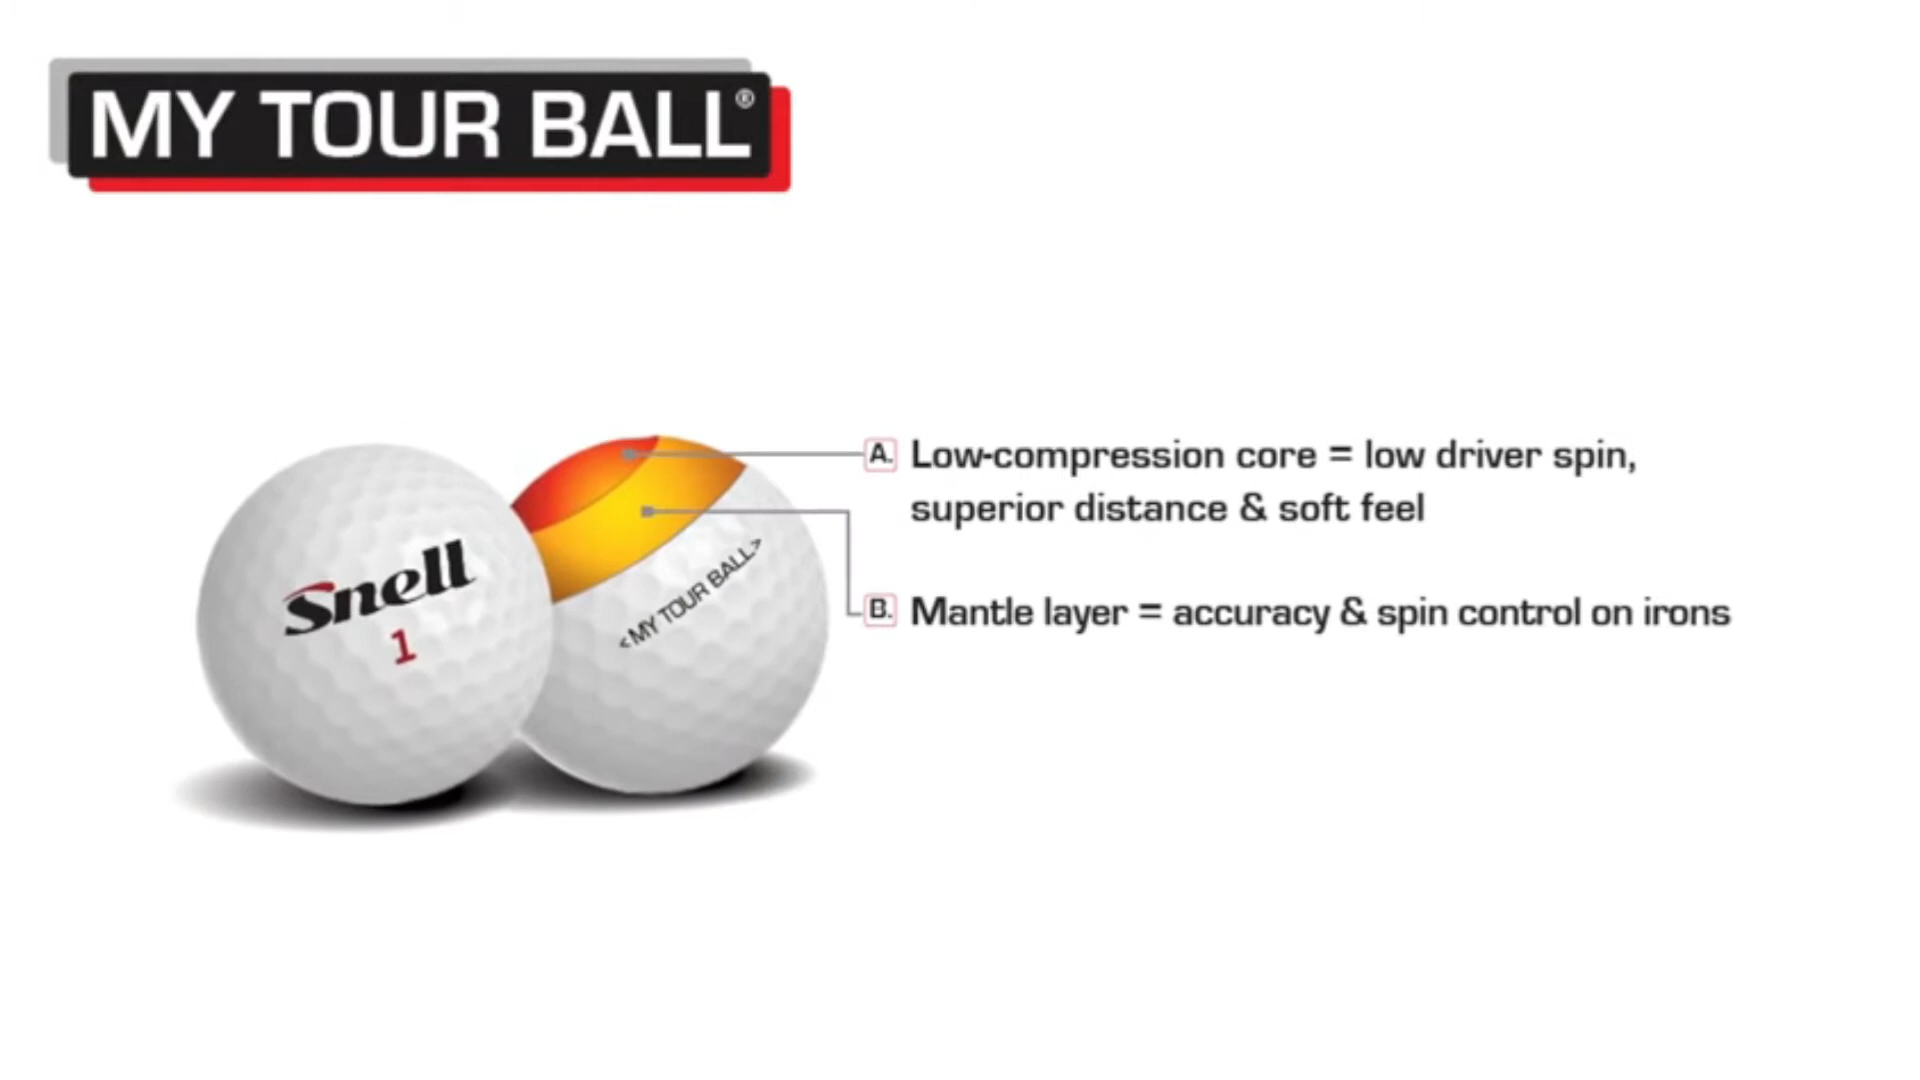 MY TOUR BALL®
Snell
1
<MY TOUR BALL>
A. Low-compression core = low driver spin,
superior distance & soft feel
B. Mantle layer = accuracy & spin control on irons